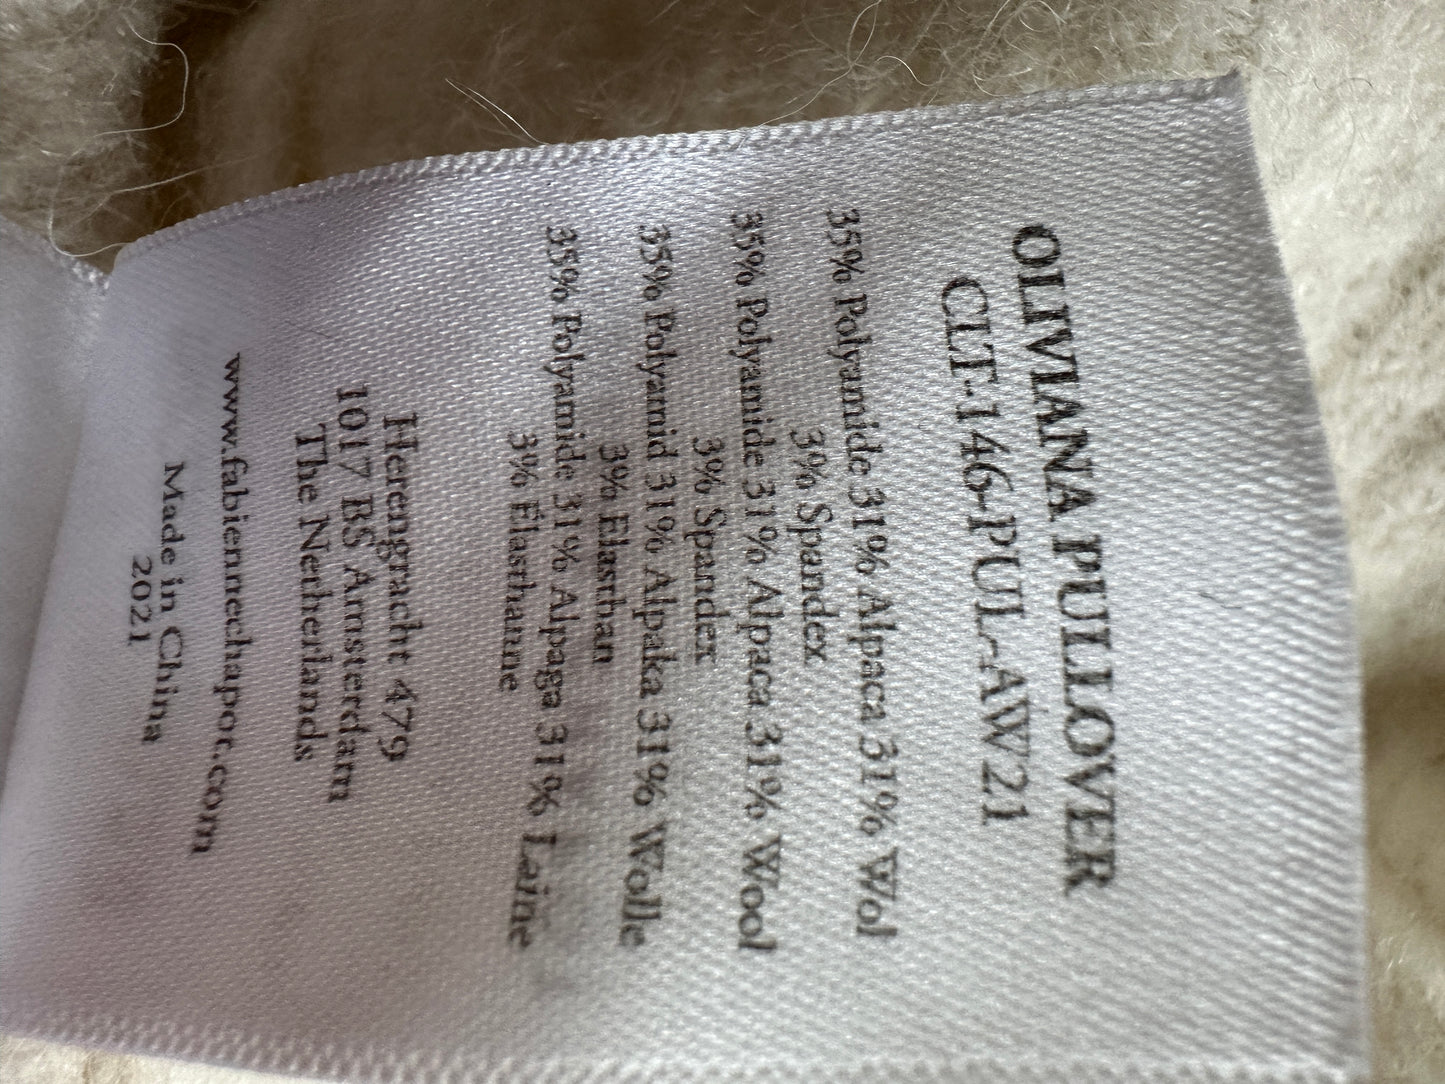 OLIVIANA PULLOVER
CLT-146-PUL-AW21
35% Polyamide 31% Alpaca 31% Wol
3% Spandex
35% Polyamide 31% Alpaca 31% Wool
3% Spandex
35% Polyamid 31% Alpaka 31% Wolle
3% Elasthan
35% Polyamide 31% Alpaga 31% Laine
3% Elasthanne
Herengracht 479
1017 BS Amsterdam
The Netherlands
www.fabiennechapot.com
Made in China
2021